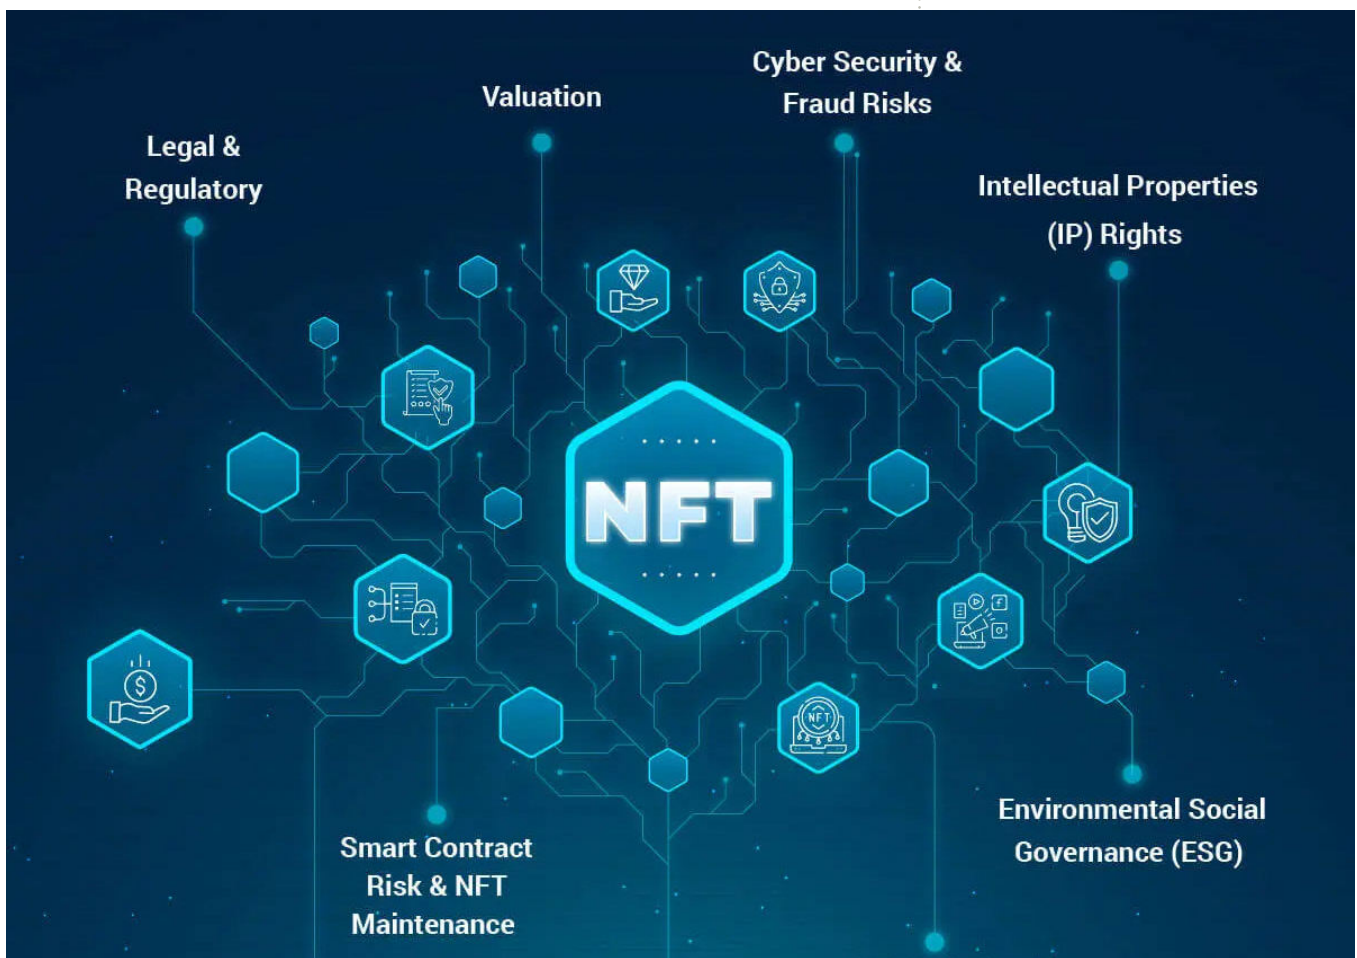 Cyber Security &
Fraud Risks
Valuation
Legal &
Regulatory
Intellectual Properties
(IP) Rights
NFT
NFT
Environmental Social
Governance (ESG)
Smart Contract
Risk & NFT
Maintenance